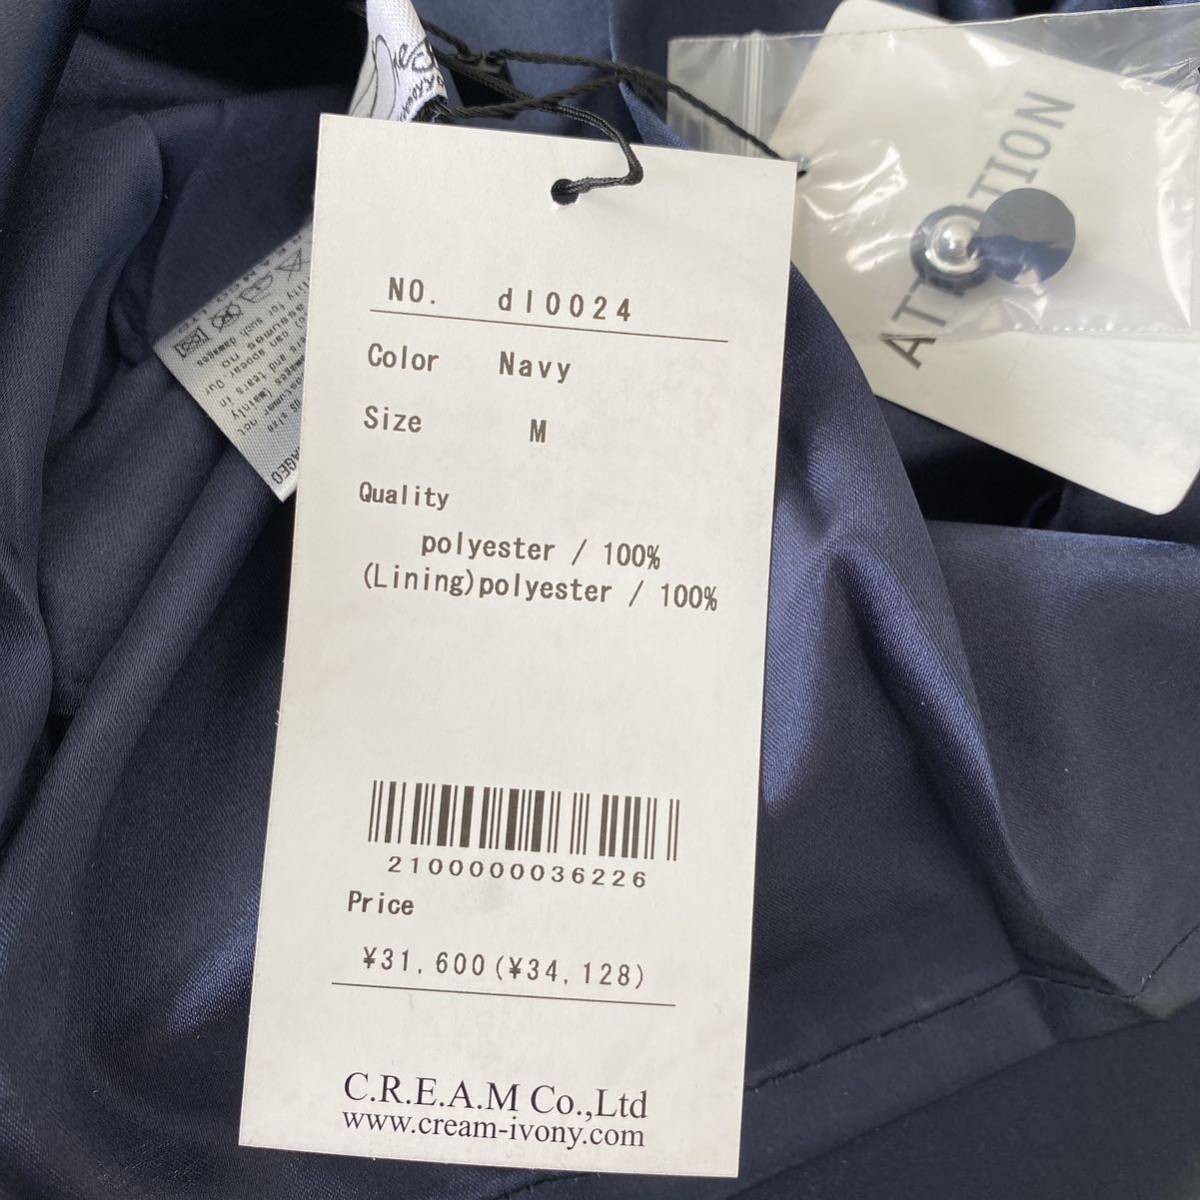 NO. dl0024
Color Navy
Size M
Quality
polyester / 100%
(Lining)polyester / 100%
2100000036226
Price
¥31,600(¥34,128)
C.R.E.A.M Co.,Ltd
www.cream-ivony.com
ATTENTION